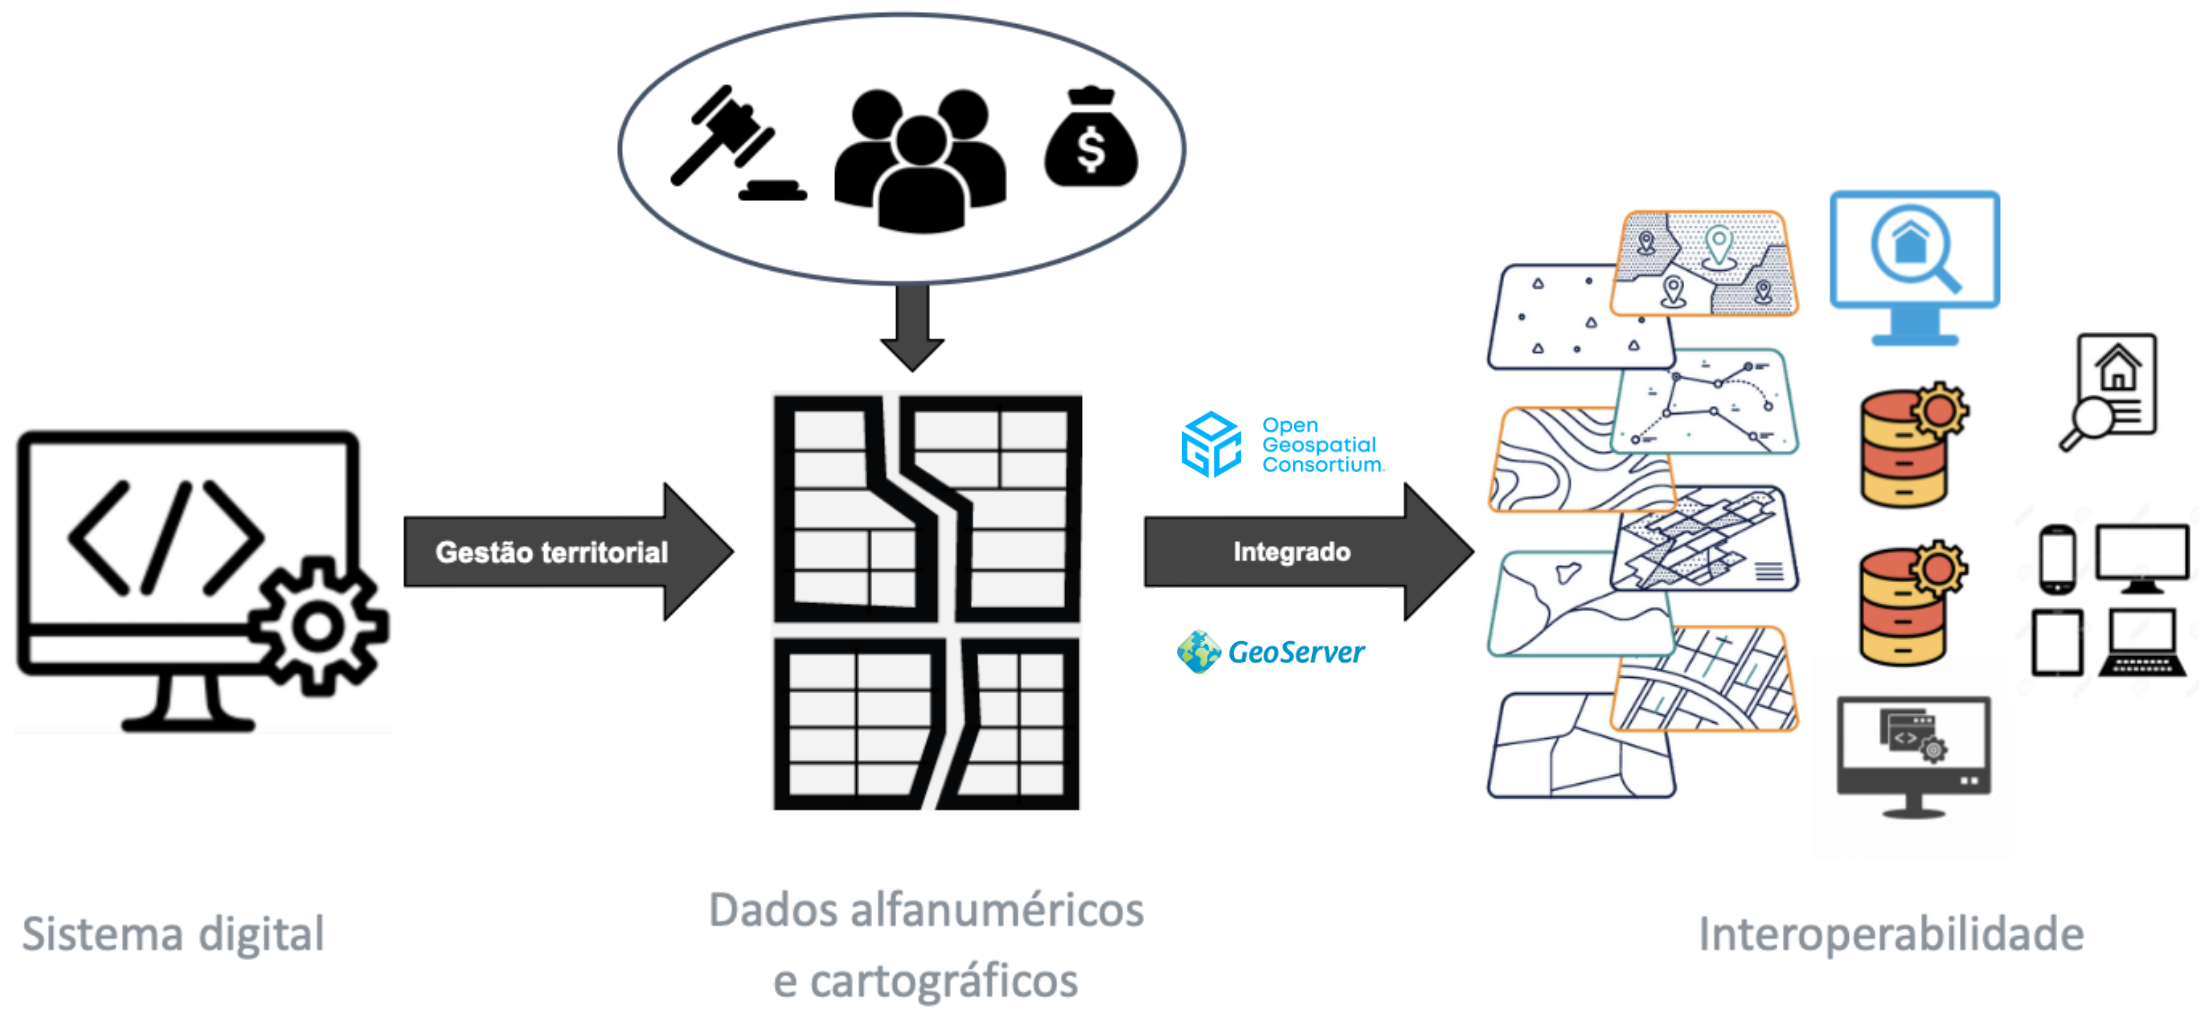 $
Gestão territorial
Open
Geospatial
Consortium.
Integrado
GeoServer
Sistema digital
Dados alfanuméricos
e cartográficos
Interoperabilidade